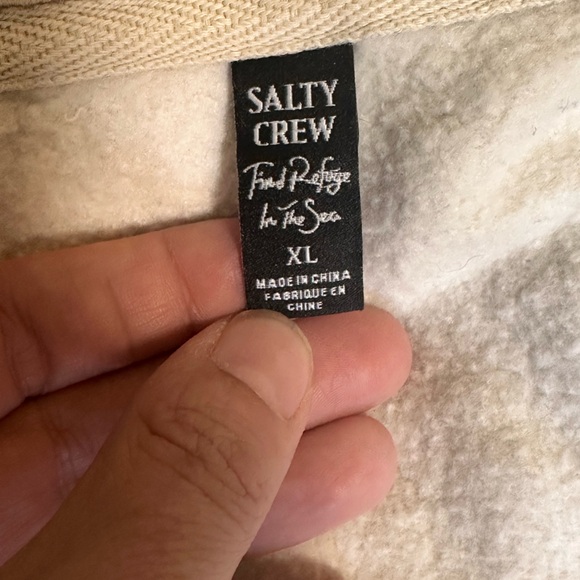 SALTY
CREW
Find Refuge
In The Sea
XL
MADE IN CHINA
FABRIQUE EN
CHINE